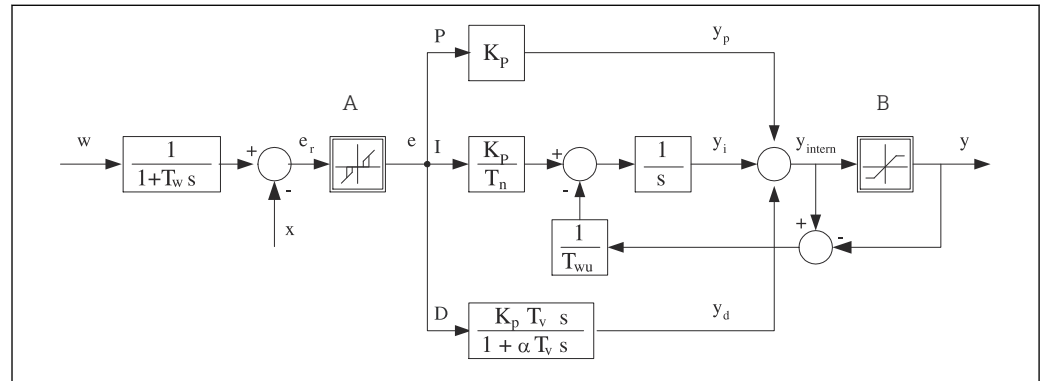 P
K_P
y_p
A
B
w
1
1+T_w s
+
-
e_r
e
I
K_P
T_n
+
-
1
s
y_i
y_intern
y
x
1
T_wu
+
-
D
K_p T_v s
1 + α T_v s
y_d